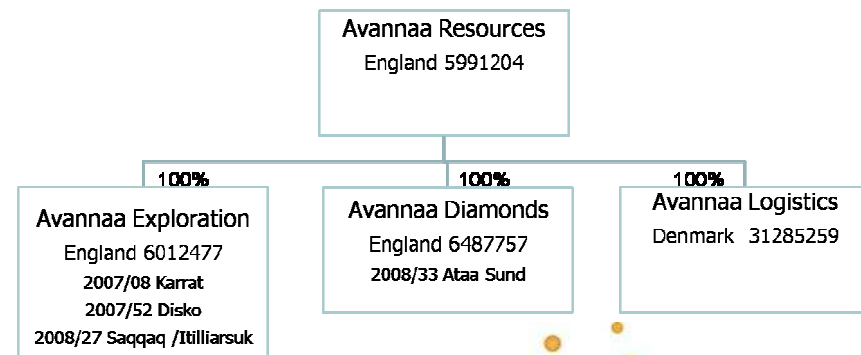 Avannaa Resources
England 5991204
100%
100%
100%
Avannaa Exploration
England 6012477
2007/08 Karrat
2007/52 Disko
2008/27 Saqqaq /Itilliarsuk
Avannaa Diamonds
England 6487757
2008/33 Ataa Sund
Avannaa Logistics
Denmark 31285259